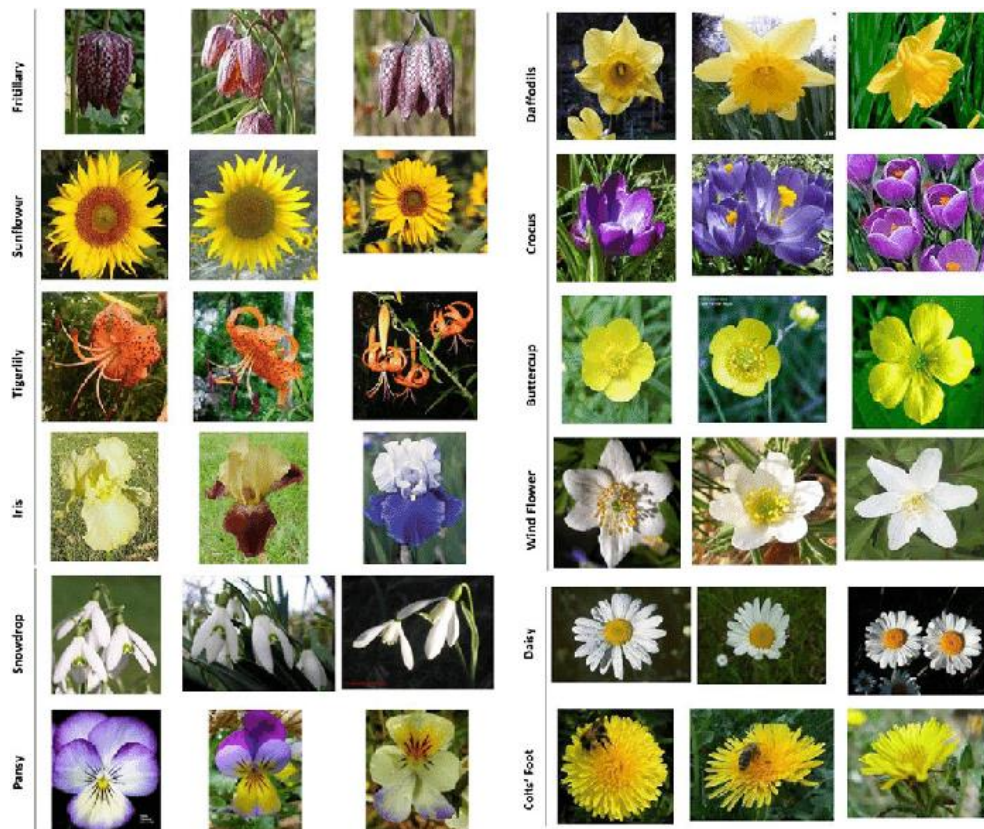 Fritillary
Sunflower
Tigerlily
Iris
Snowdrop
Pansy
Daffodils
Crocus
Buttercup
Wind Flower
Daisy
Colts' Foot